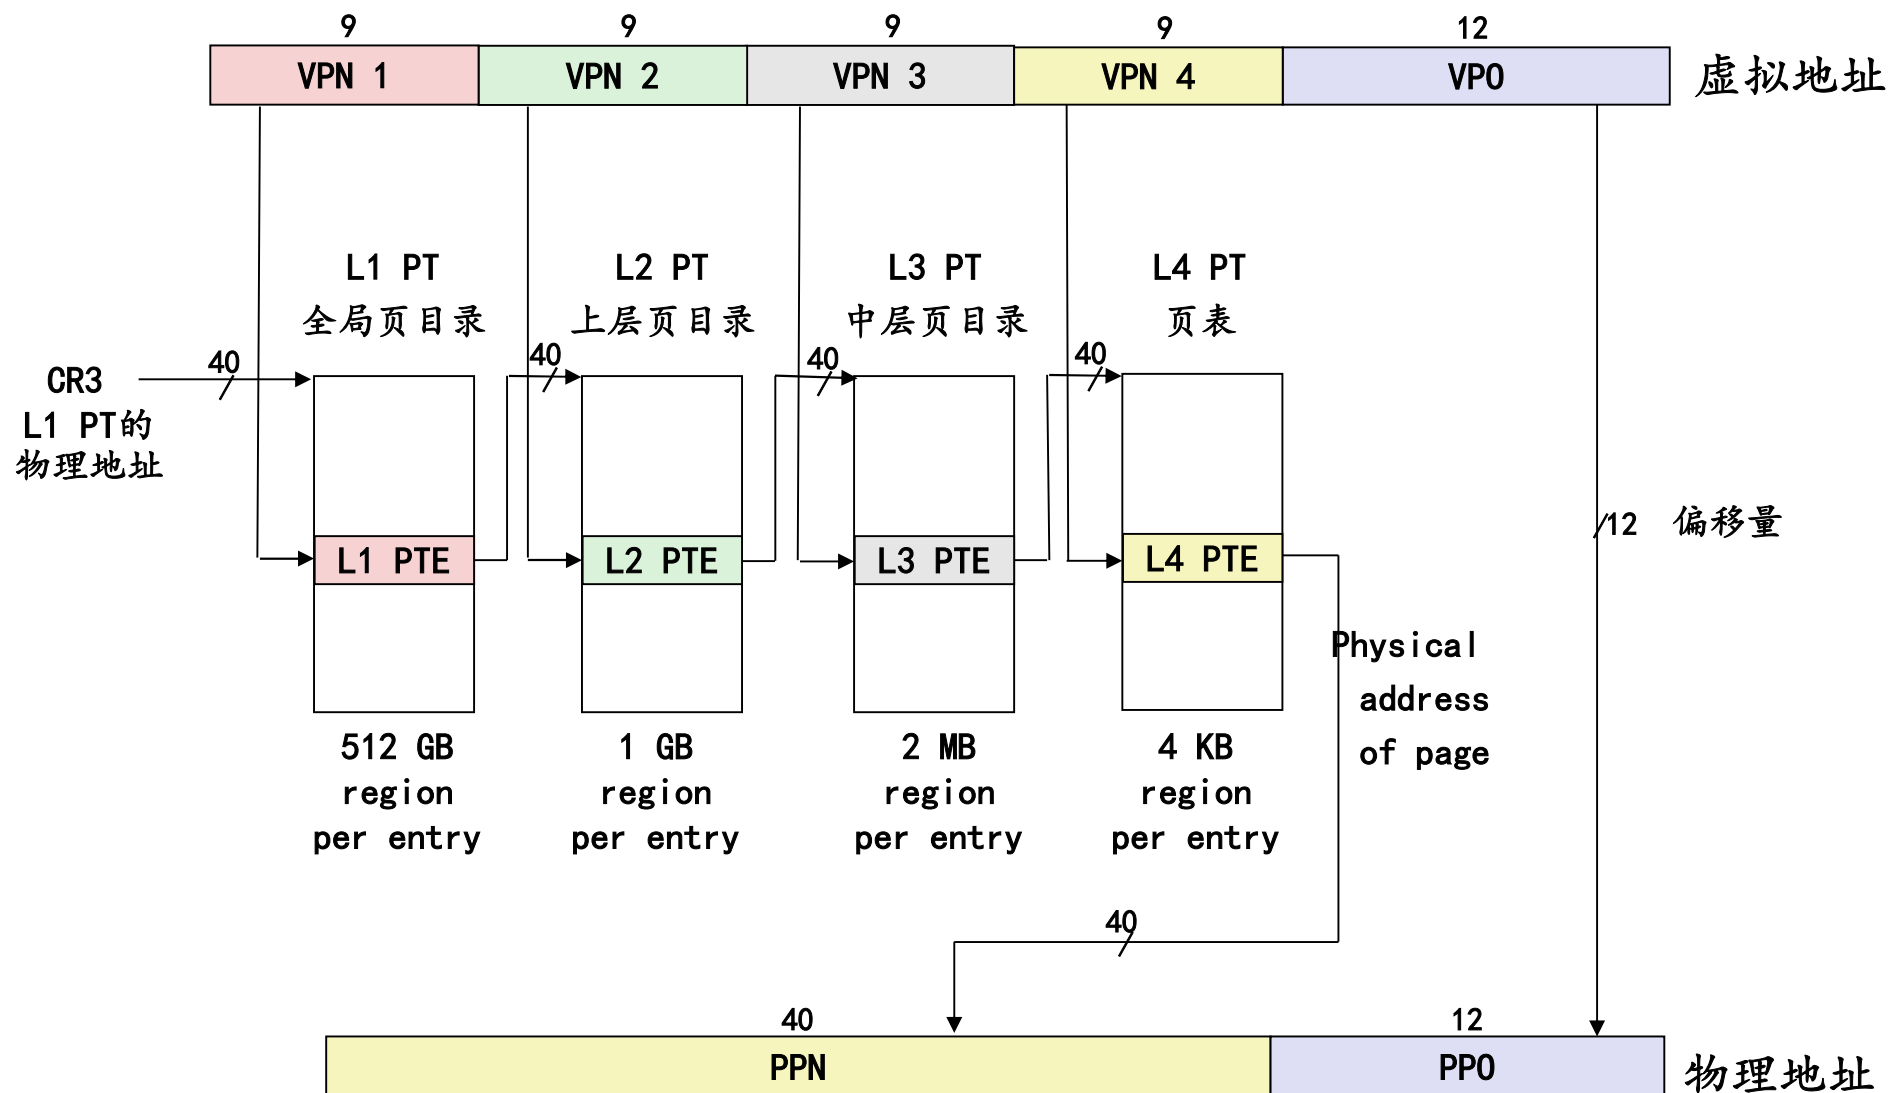 9 9 9 9 12
VPN 1 VPN 2 VPN 3 VPN 4 VPO 虚拟地址
L1 PT L2 PT L3 PT L4 PT
全局页目录 上层页目录 中层页目录 页表
40 40 40 40
CR3
L1 PT的
物理地址
12 偏移量
L1 PTE L2 PTE L3 PTE L4 PTE
Physical
address
of page
512 GB 1 GB 2 MB 4 KB
region region region region
per entry per entry per entry per entry
40
40 12
PPN PPO 物理地址